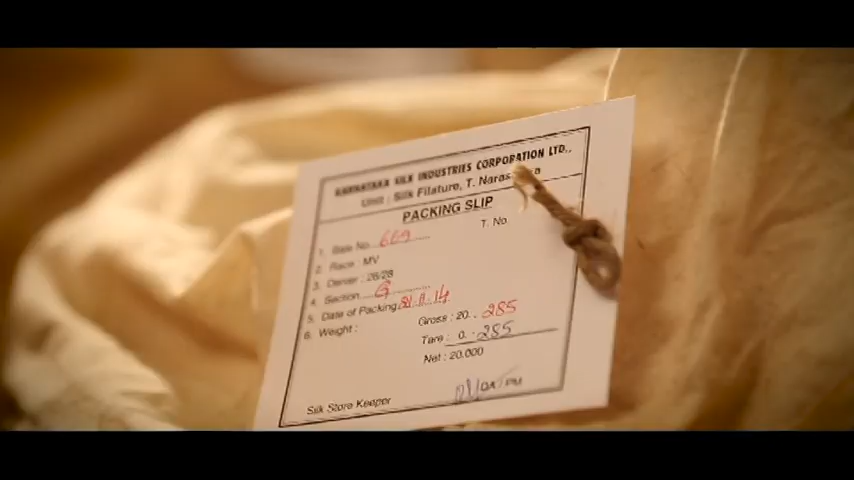 KARNATAKA SILK INDUSTRIES CORPORATION LTD.,
Unit : Silk Filature, T. Naras
PACKING SLIP
T. No.
1. Bale No. 669
2. Race : MV
3. Denier : 26/28
4. Section G
5. Date of Packing 11.14
6. Weight :
Gross : 20. 285
Tare : 0. 285
Net : 20.000
Silk Store Keeper
PM